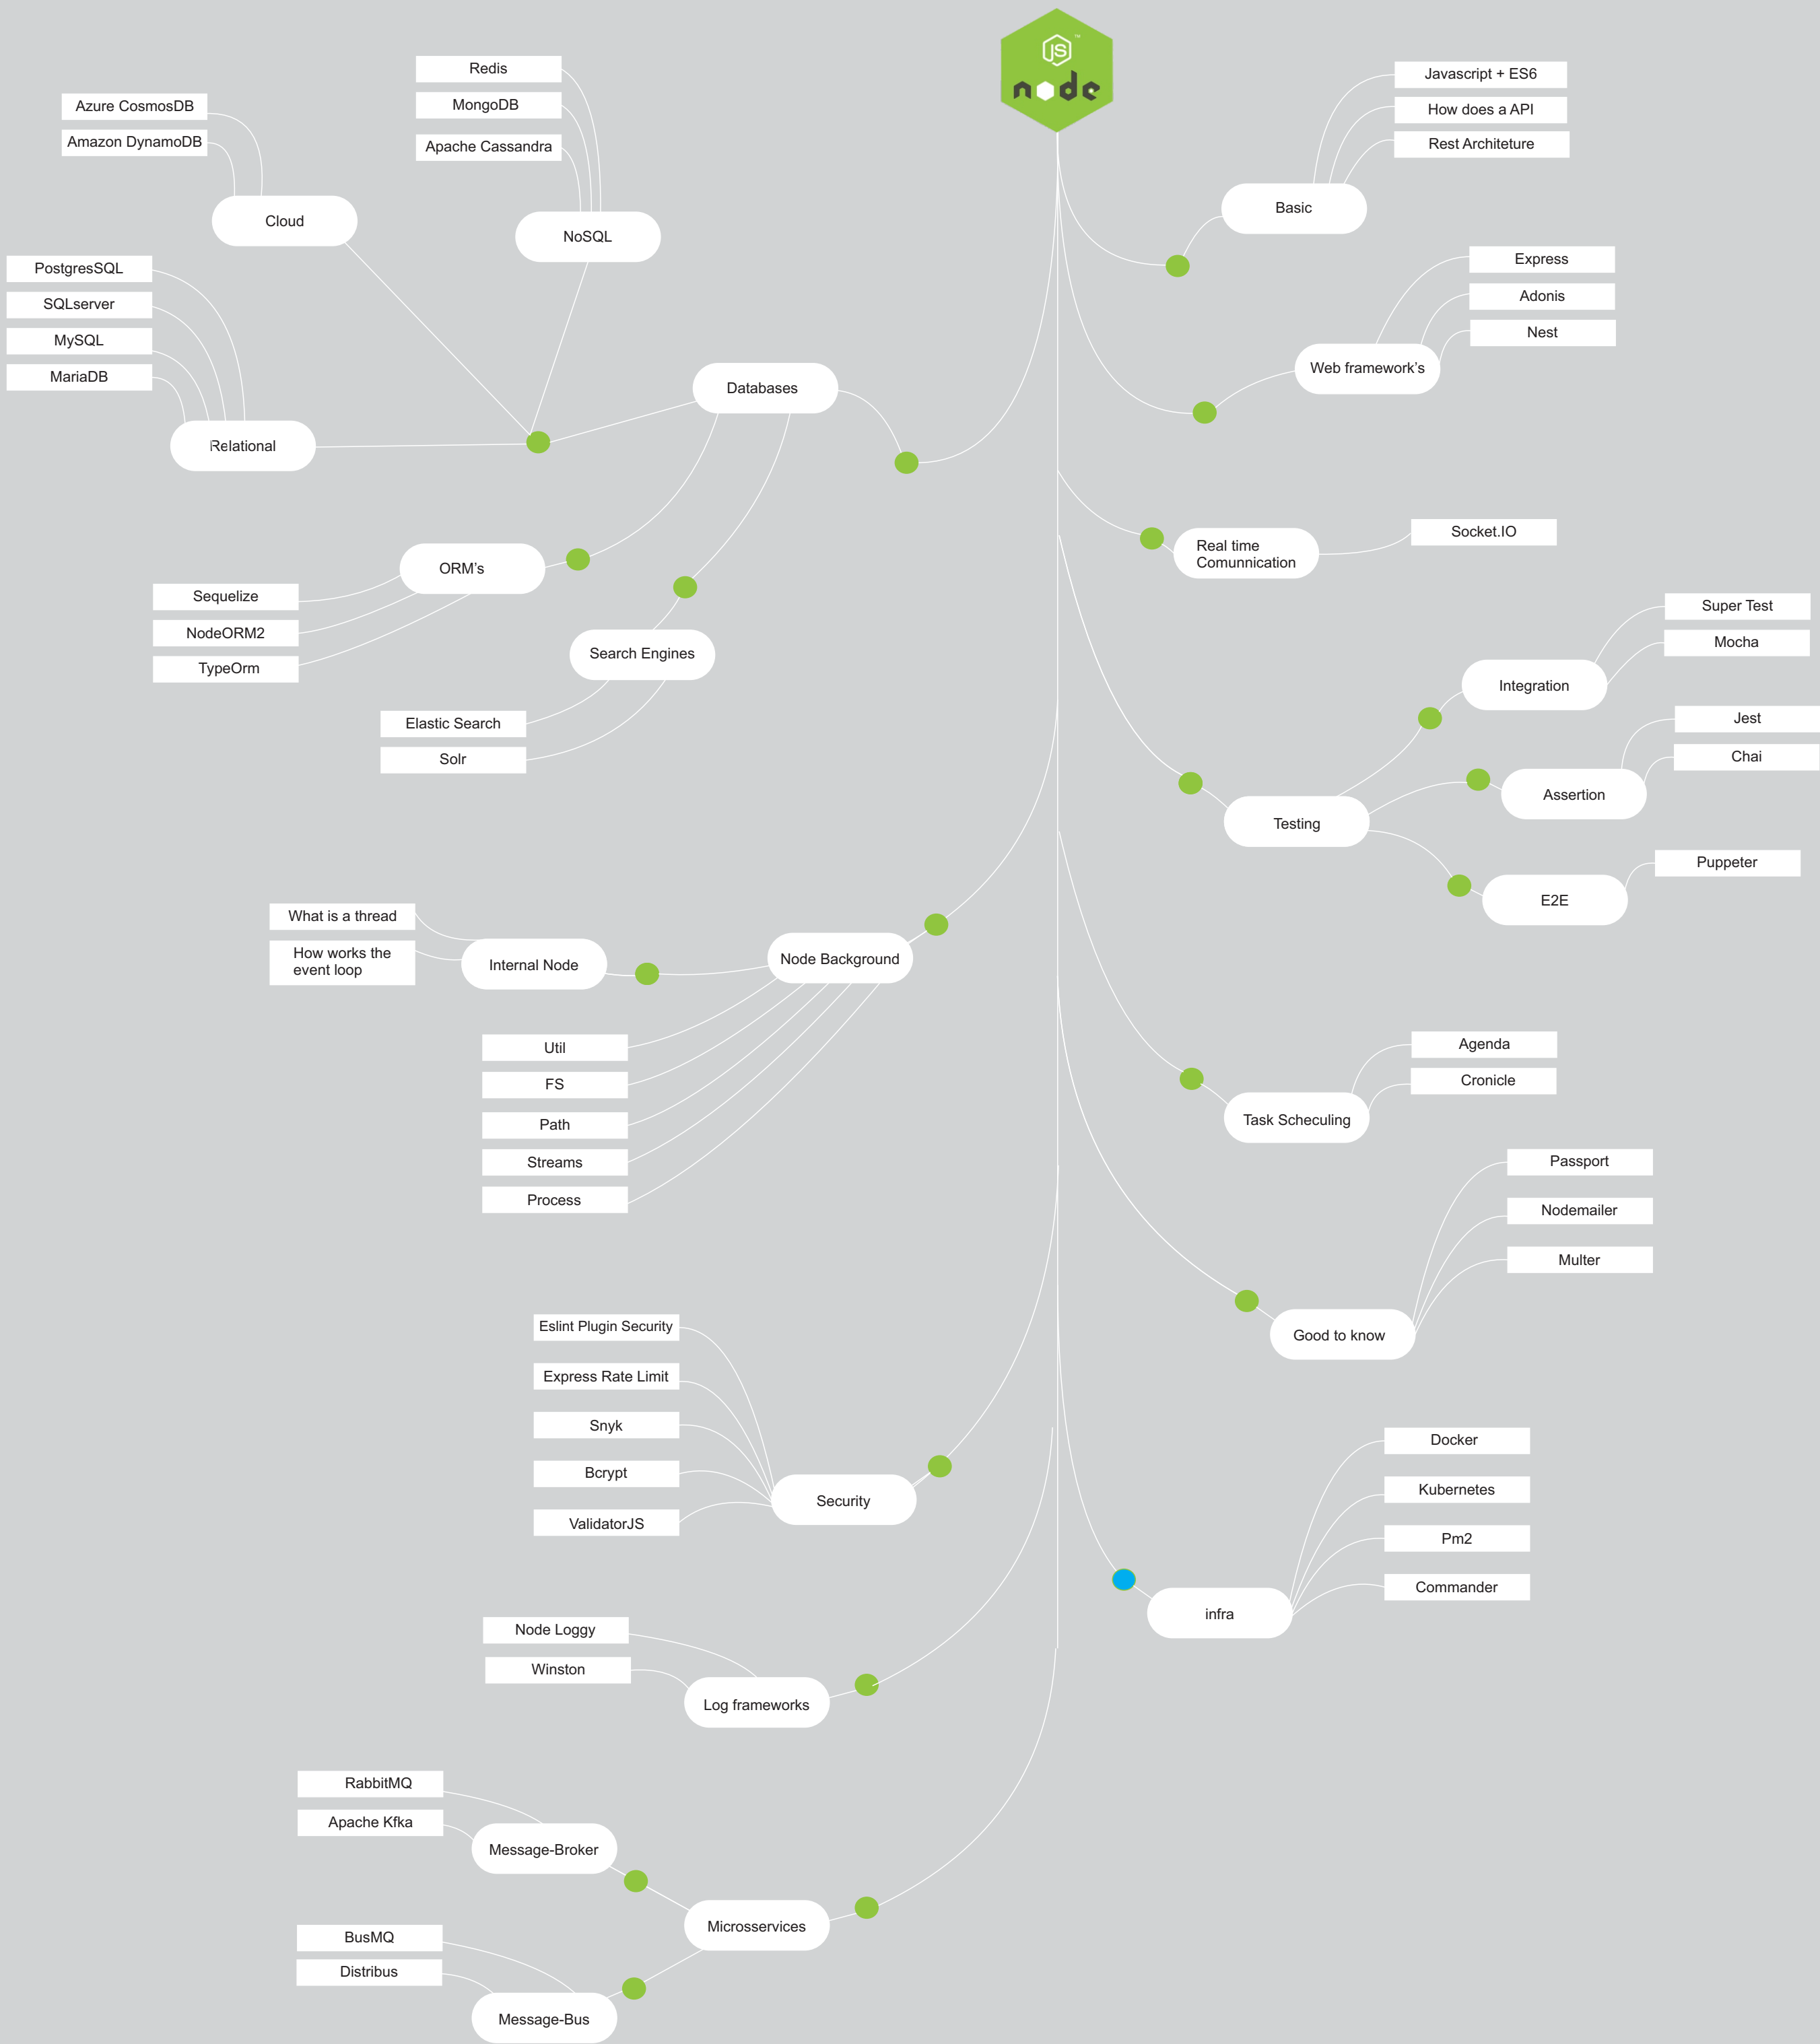 JS
TM
node
Redis
MongoDB
Apache Cassandra
Azure CosmosDB
Amazon DynamoDB
Cloud
NoSQL
PostgresSQL
SQLserver
MySQL
MariaDB
Relational
Databases
ORM's
Sequelize
NodeORM2
TypeOrm
Search Engines
Elastic Search
Solr
What is a thread
How works the
event loop
Internal Node
Node Background
Util
FS
Path
Streams
Process
Eslint Plugin Security
Express Rate Limit
Snyk
Bcrypt
ValidatorJS
Security
Node Loggy
Winston
Log frameworks
RabbitMQ
Apache Kfka
Message-Broker
Microsservices
BusMQ
Distribus
Message-Bus
Javascript + ES6
How does a API
Rest Architeture
Basic
Express
Adonis
Nest
Web framework’s
Real time
Comunnication
Socket.IO
Super Test
Mocha
Integration
Jest
Chai
Assertion
Testing
Puppeter
E2E
Agenda
Cronicle
Task Scheculing
Passport
Nodemailer
Multer
Good to know
Docker
Kubernetes
Pm2
Commander
infra